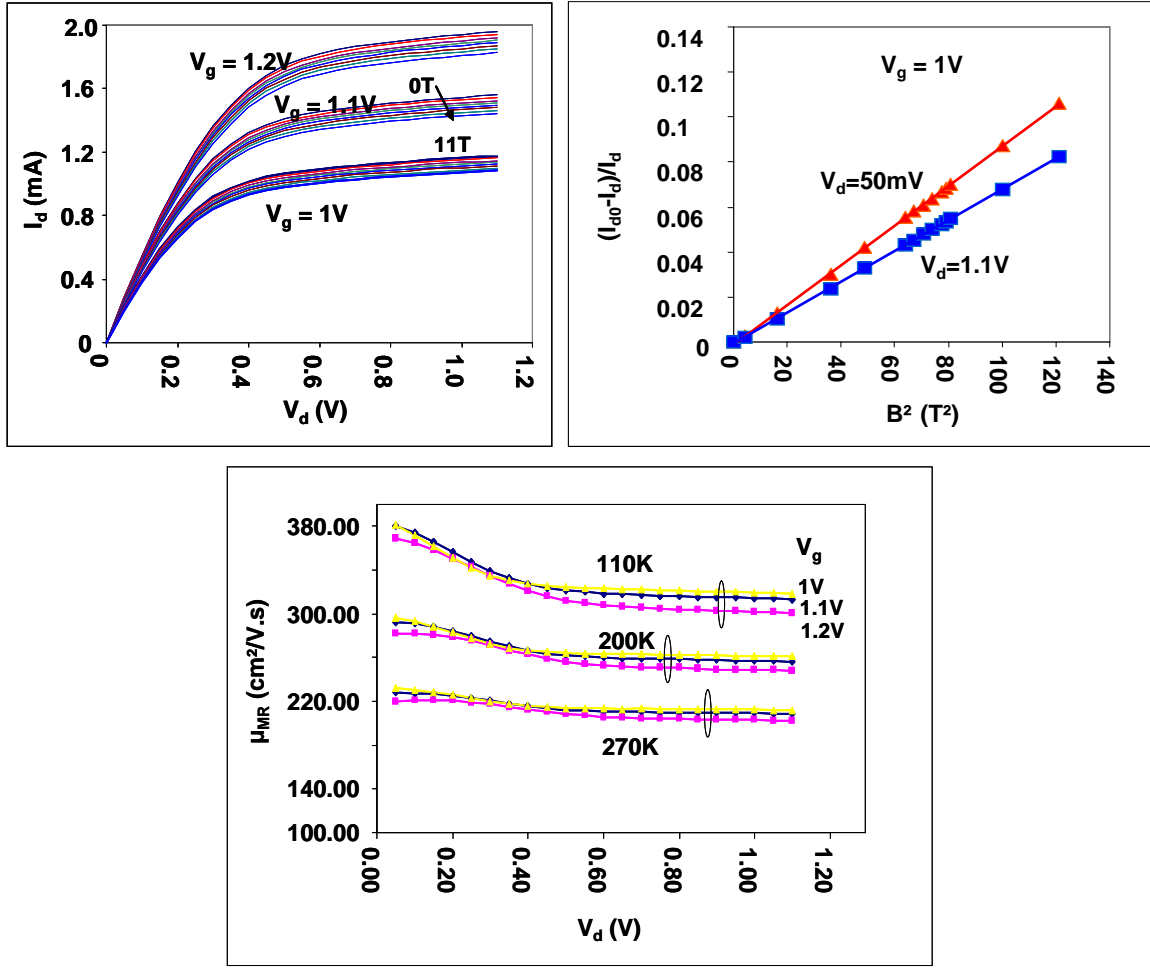 2.0
1.6
1.2
0.8
0.4
0
I_d (mA)
V_g = 1.2V
V_g = 1.1V
0T
11T
V_g = 1V
0 0.2 0.4 0.6 0.8 1.0 1.2
V_d (V)
0.14
0.12
0.1
0.08
0.06
0.04
0.02
0
(I_d0-I_d)/I_d
V_g = 1V
V_d=50mV
V_d=1.1V
0 20 40 60 80 100 120 140
B² (T²)
380.00
300.00
220.00
140.00
100.00
μ_MR (cm²/V.s)
110K
V_g
1V
1.1V
1.2V
200K
270K
0.00 0.20 0.40 0.60 0.80 1.00 1.20
V_d (V)